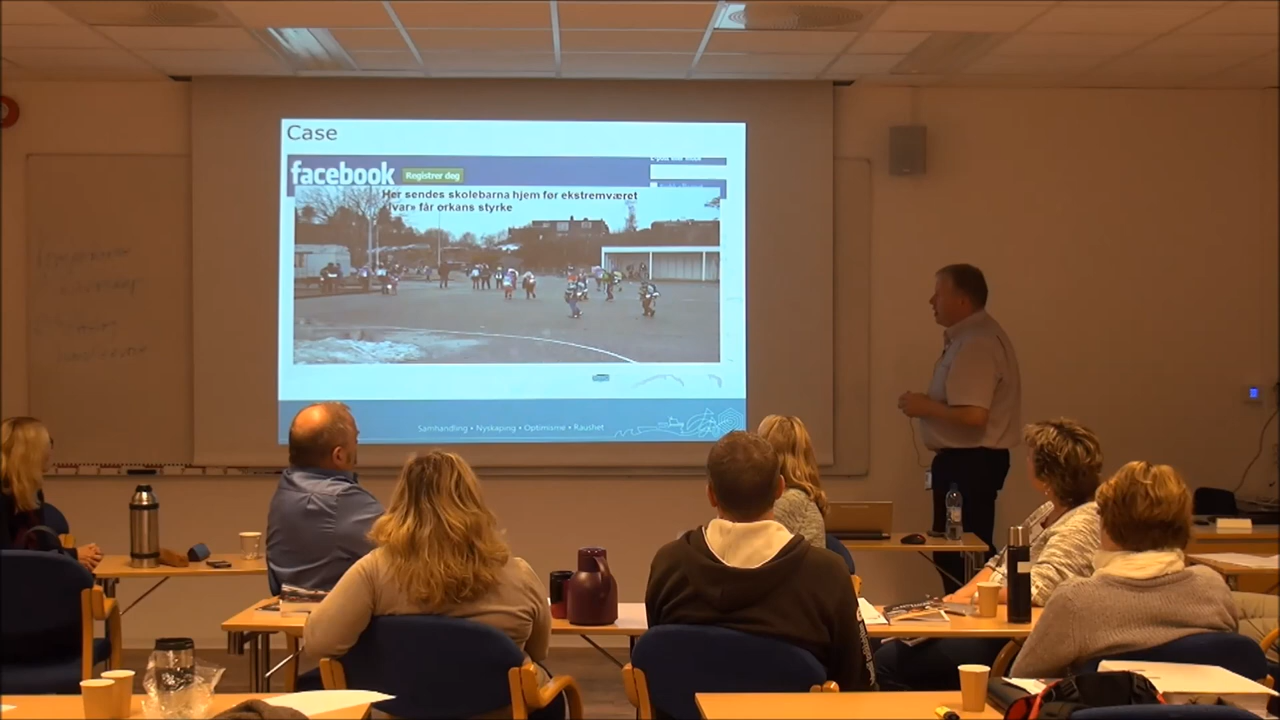 Case
facebook
Registrer deg
Her sendes skolebarna hjem før ekstremværet
«Ivar» får orkans styrke
Samhandling • Nyskaping • Optimisme • Raushet